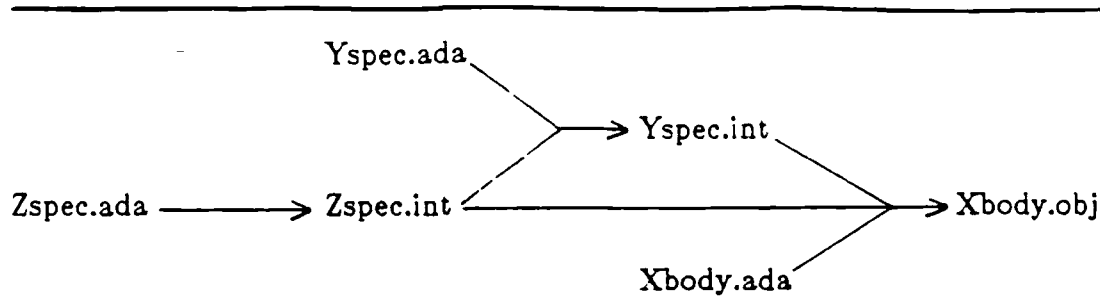 Yspec.ada
Yspec.int
Zspec.ada Zspec.int Xbody.obj
Xbody.ada